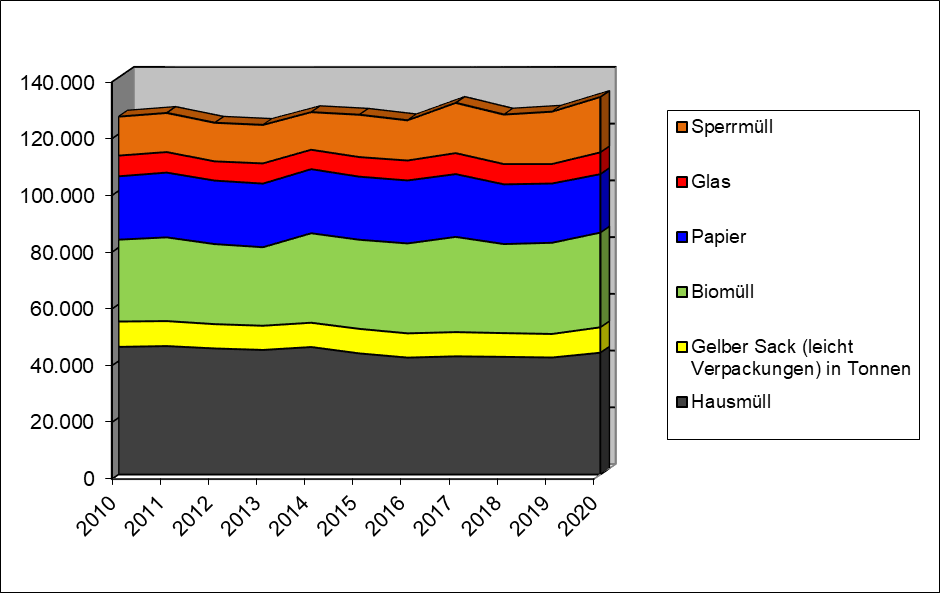 140.000
120.000
100.000
80.000
60.000
40.000
20.000
0
2010
2011
2012
2013
2014
2015
2016
2017
2018
2019
2020
Sperrmüll
Glas
Papier
Biomüll
Gelber Sack (leicht
Verpackungen) in Tonnen
Hausmüll